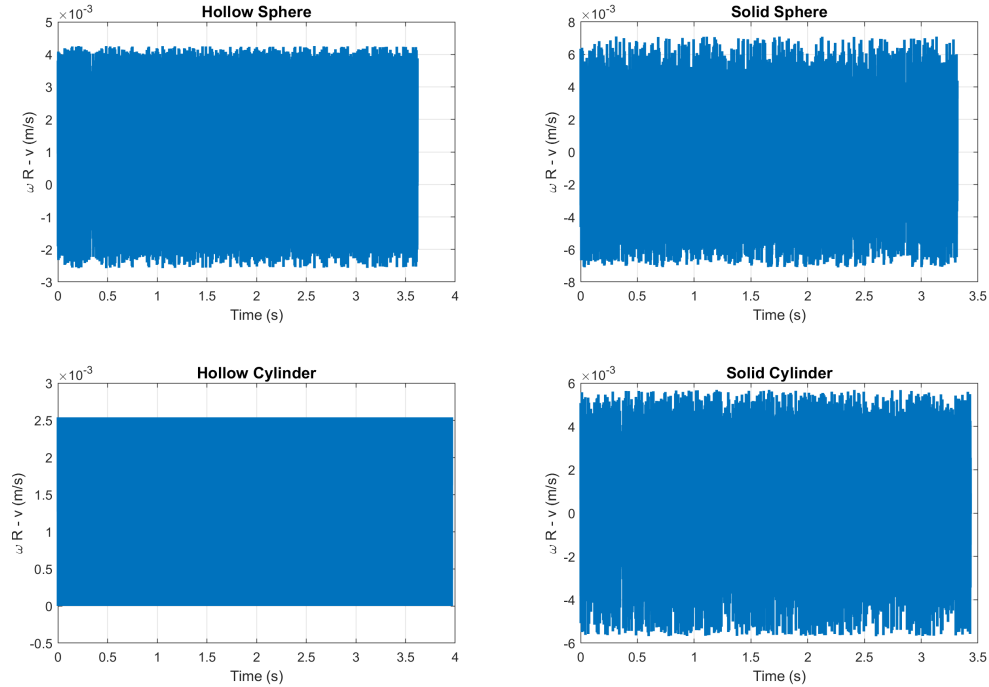 Hollow Sphere
×10-3
5
4
3
2
1
0
-1
-2
-3
ω R - v (m/s)
0 0.5 1 1.5 2 2.5 3 3.5 4
Time (s)
Solid Sphere
×10-3
8
6
4
2
0
-2
-4
-6
-8
ω R - v (m/s)
0 0.5 1 1.5 2 2.5 3 3.5
Time (s)
Hollow Cylinder
×10-3
3
2.5
2
1.5
1
0.5
0
-0.5
ω R - v (m/s)
0 0.5 1 1.5 2 2.5 3 3.5 4
Time (s)
Solid Cylinder
×10-3
6
4
2
0
-2
-4
-6
ω R - v (m/s)
0 0.5 1 1.5 2 2.5 3 3.5
Time (s)